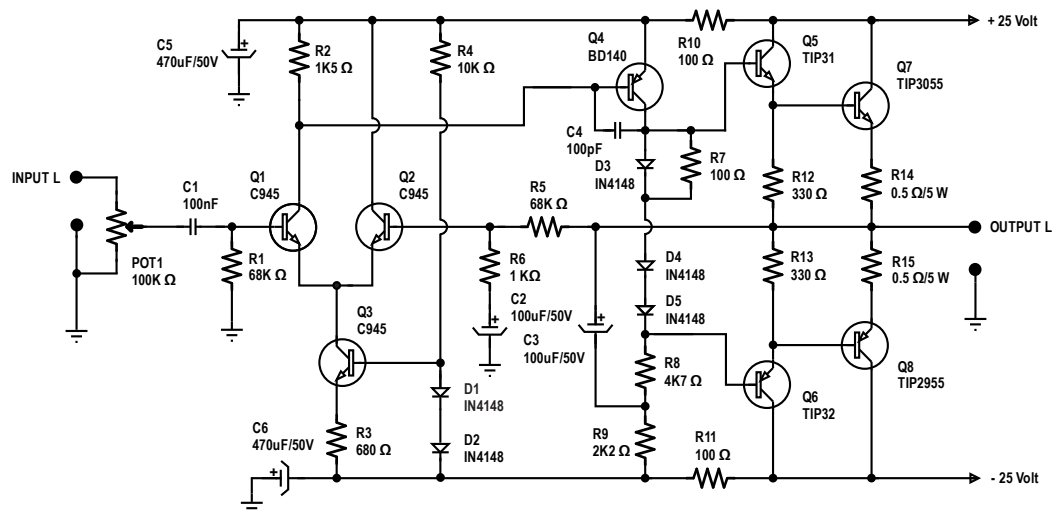 + 25 Volt
C5
470uF/50V
R2
1K5 Ω
R4
10K Ω
Q4
BD140
R10
100 Ω
Q5
TIP31
Q7
TIP3055
C4
100pF
D3
IN4148
R7
100 Ω
INPUT L
C1
100nF
Q1
C945
Q2
C945
R5
68K Ω
R12
330 Ω
R14
0.5 Ω/5 W
OUTPUT L
POT1
100K Ω
R1
68K Ω
R6
1 KΩ
D4
IN4148
R13
330 Ω
R15
0.5 Ω/5 W
Q3
C945
+
C2
100uF/50V
C3
100uF/50V
+
D5
IN4148
R8
4K7 Ω
Q6
TIP32
Q8
TIP2955
D1
IN4148
C6
470uF/50V
+
R3
680 Ω
D2
IN4148
R9
2K2 Ω
R11
100 Ω
- 25 Volt
+